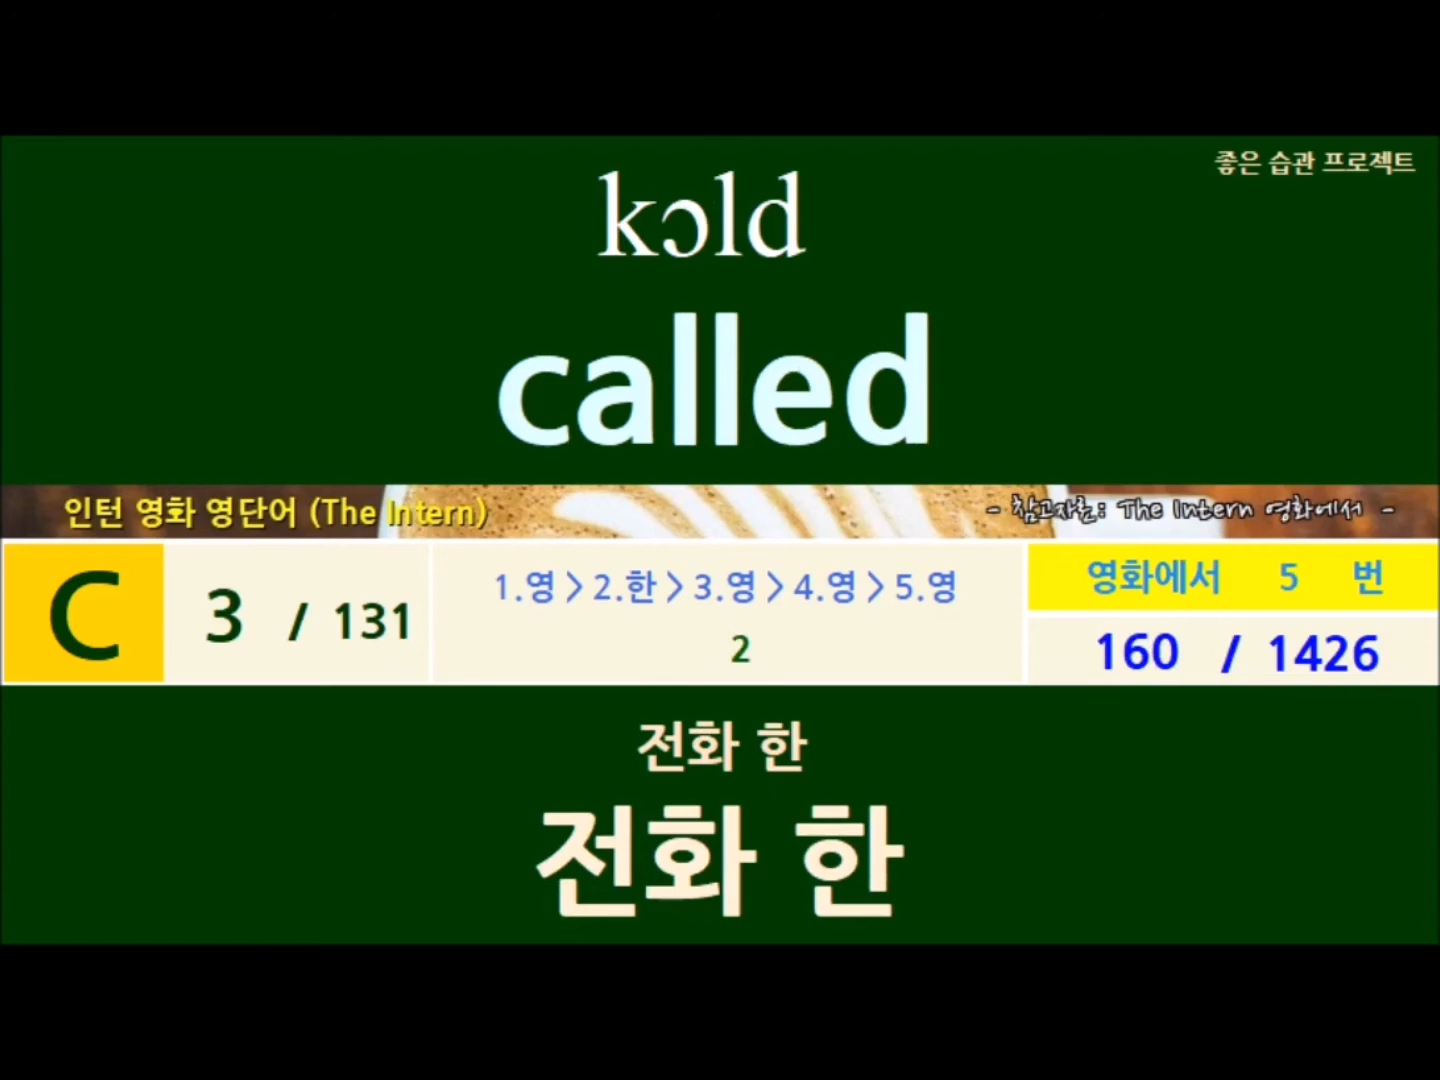 좋은 습관 프로젝트
kɔld
called
인턴 영화 영단어 (The Intern)
- 참고자료: The Intern 영화에서 -
C
3 / 131
1.영 > 2.한 > 3.영 > 4.영 > 5.영
2
영화에서 5 번
160 / 1426
전화 한
전화 한